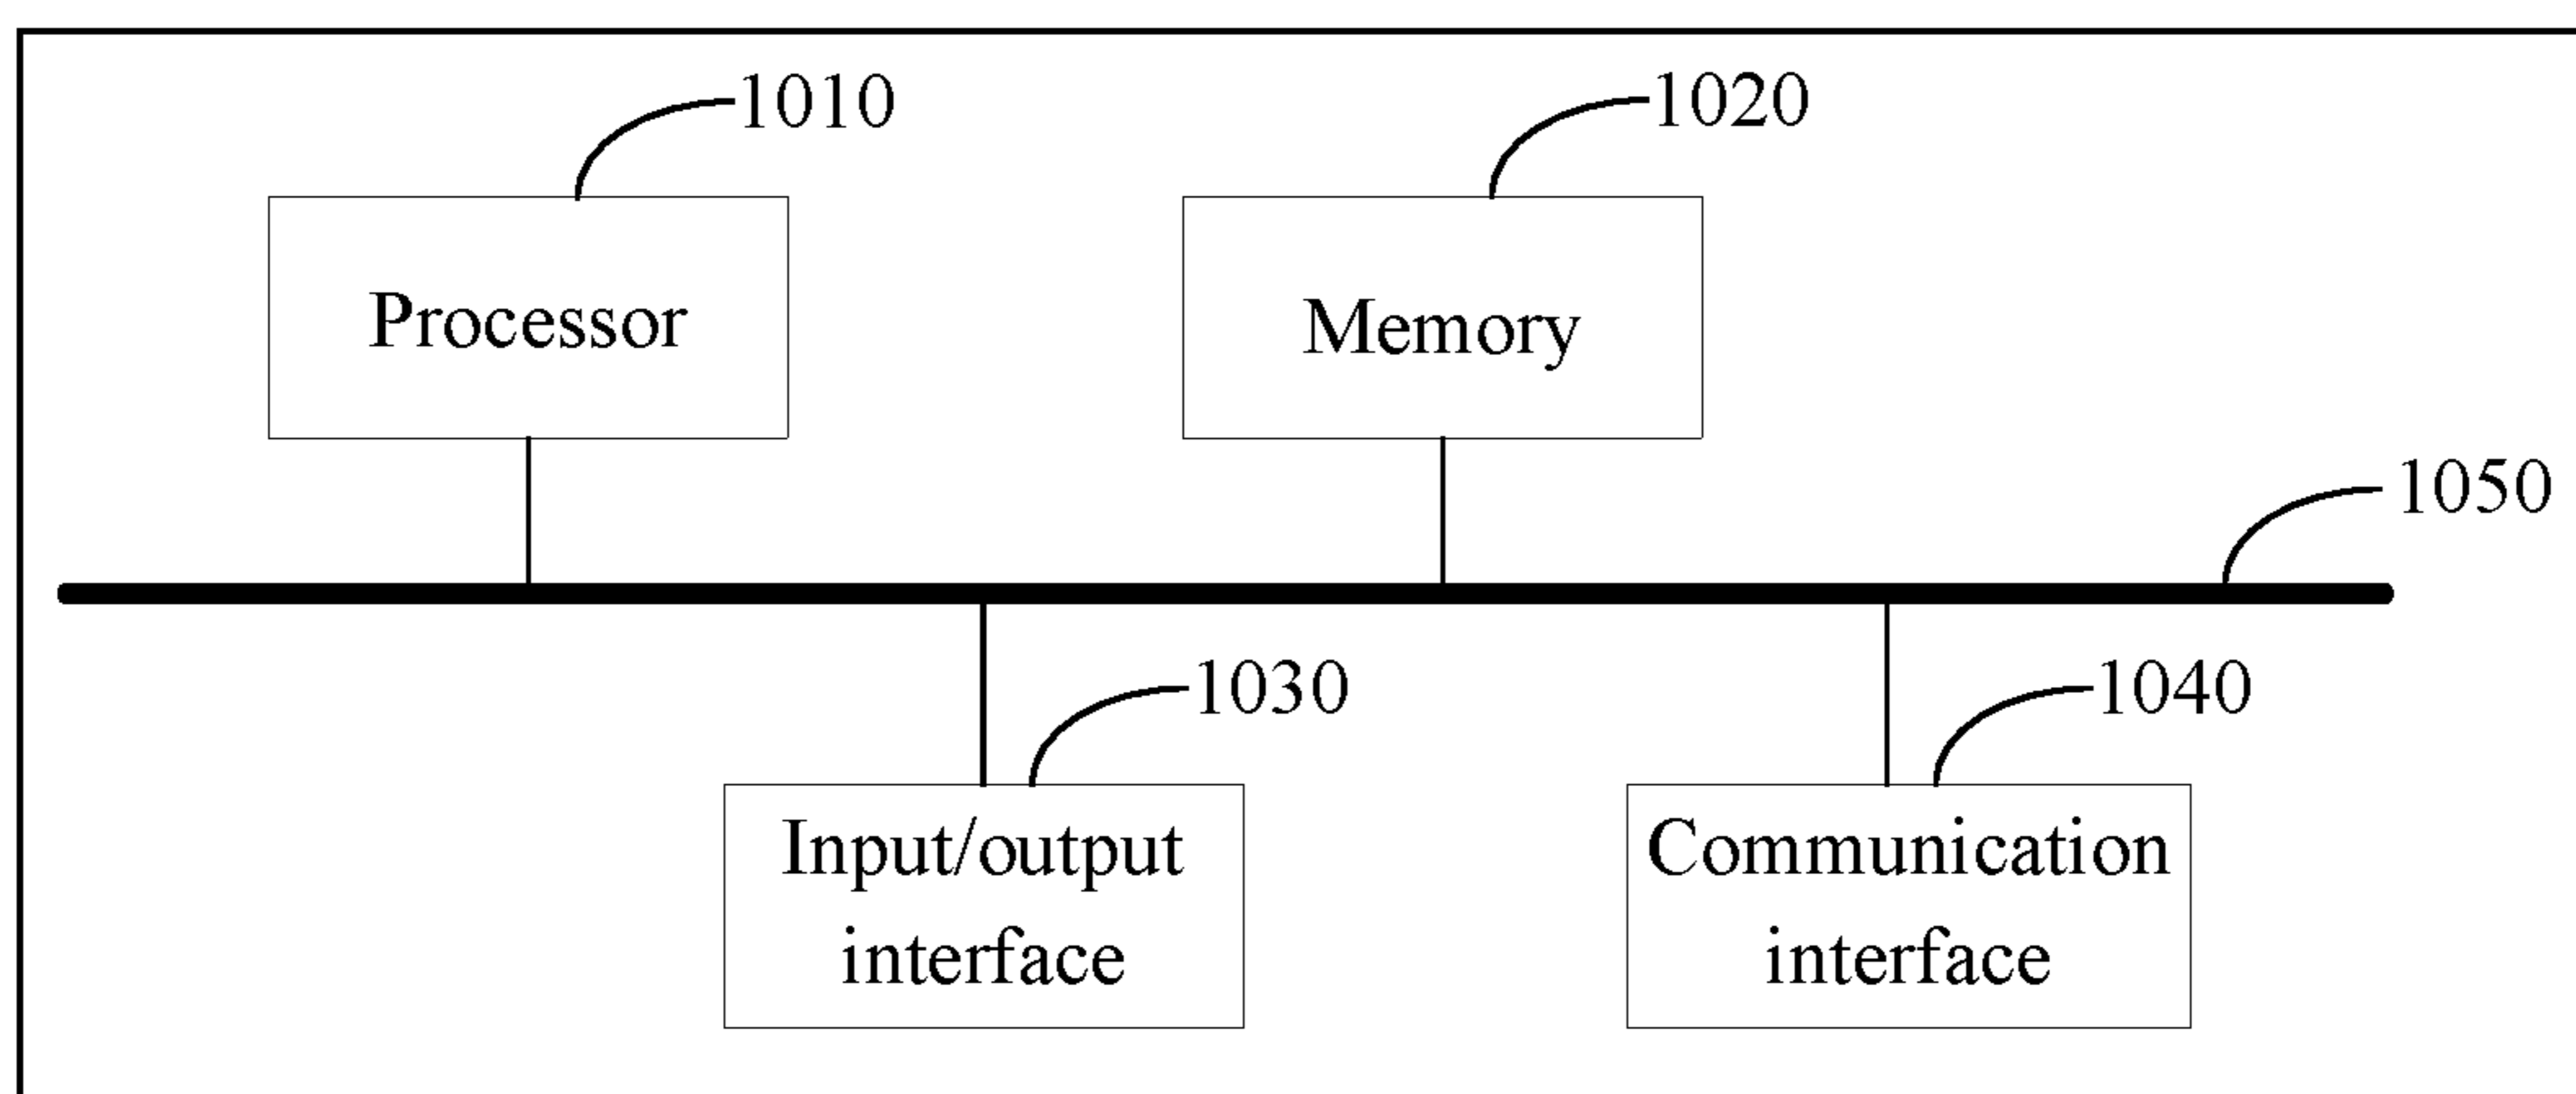 1010
1020
Processor
Memory
1050
1030
1040
Input/output
interface
Communication
interface